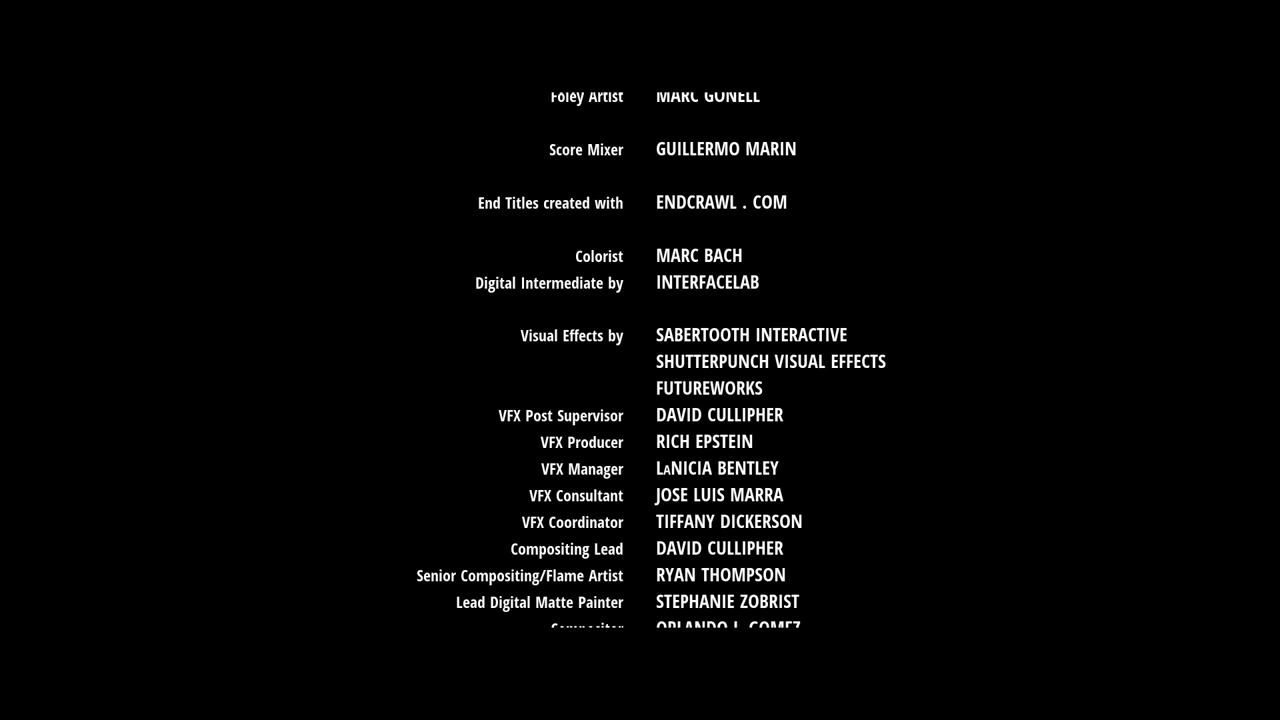 Foley Artist MARC GONELL
Score Mixer GUILLERMO MARIN
End Titles created with ENDCRAWL . COM
Colorist MARC BACH
Digital Intermediate by INTERFACELAB
Visual Effects by SABERTOOTH INTERACTIVE
SHUTTERPUNCH VISUAL EFFECTS
FUTUREWORKS
VFX Post Supervisor DAVID CULLIPHER
VFX Producer RICH EPSTEIN
VFX Manager LaNICIA BENTLEY
VFX Consultant JOSE LUIS MARRA
VFX Coordinator TIFFANY DICKERSON
Compositing Lead DAVID CULLIPHER
Senior Compositing/Flame Artist RYAN THOMPSON
Lead Digital Matte Painter STEPHANIE ZOBRIST
Compositor ORLANDO J. GOMEZ